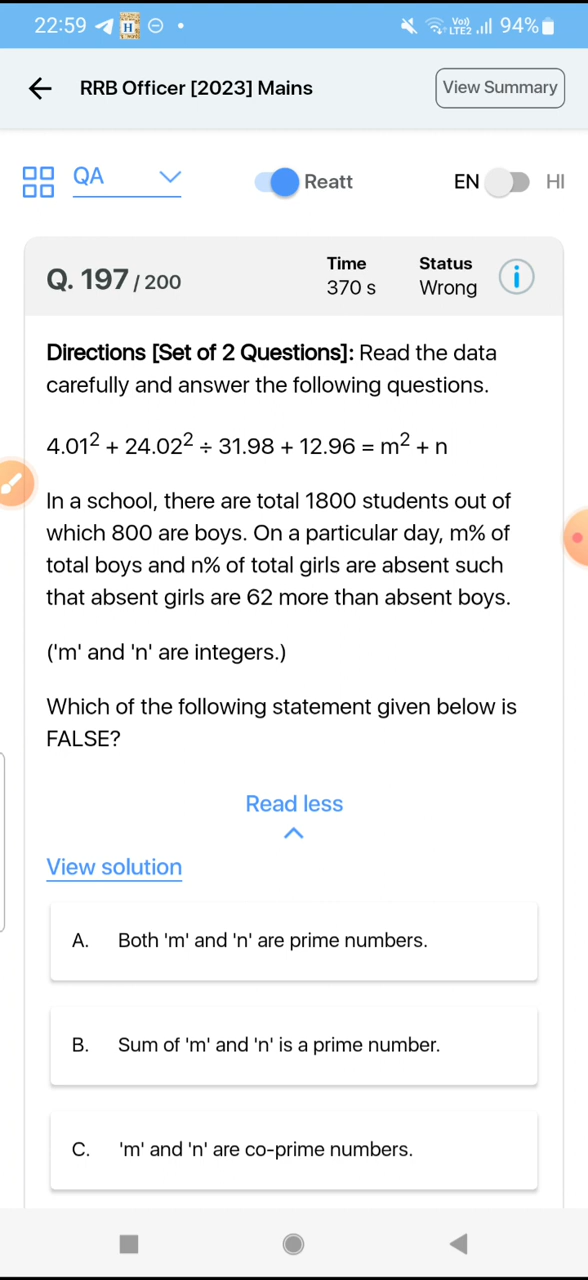 22:59 H Vo)) LTE2 94%
RRB Officer [2023] Mains View Summary
QA Reatt EN HI
Time Status
Q. 197 / 200 370 s Wrong i
Directions [Set of 2 Questions]: Read the data
carefully and answer the following questions.
4.01² + 24.02² ÷ 31.98 + 12.96 = m² + n
In a school, there are total 1800 students out of
which 800 are boys. On a particular day, m% of
total boys and n% of total girls are absent such
that absent girls are 62 more than absent boys.
('m' and 'n' are integers.)
Which of the following statement given below is
FALSE?
Read less
View solution
A. Both 'm' and 'n' are prime numbers.
B. Sum of 'm' and 'n' is a prime number.
C. 'm' and 'n' are co-prime numbers.